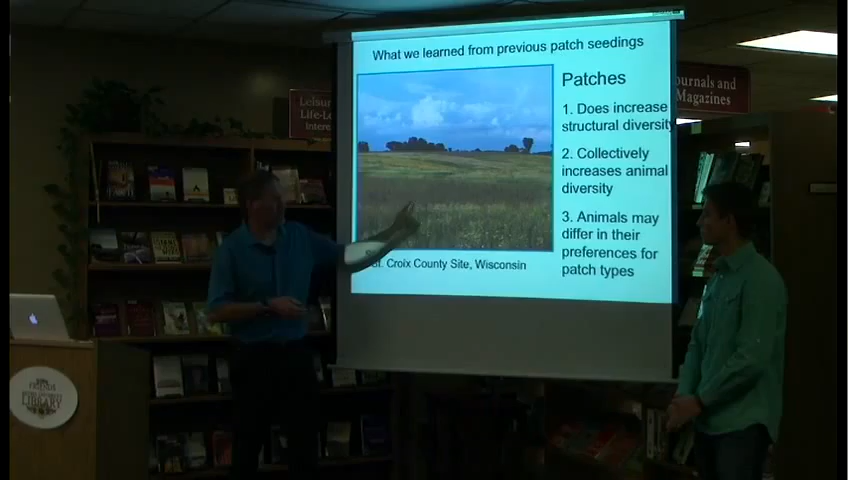 What we learned from previous patch seedings
Patches
1. Does increase
structural diversity
2. Collectively
increases animal
diversity
3. Animals may
differ in their
preferences for
patch types
St. Croix County Site, Wisconsin
Leisure
Life-Lo
Intere
Journals and
Magazines
FRIENDS
LIBRARY